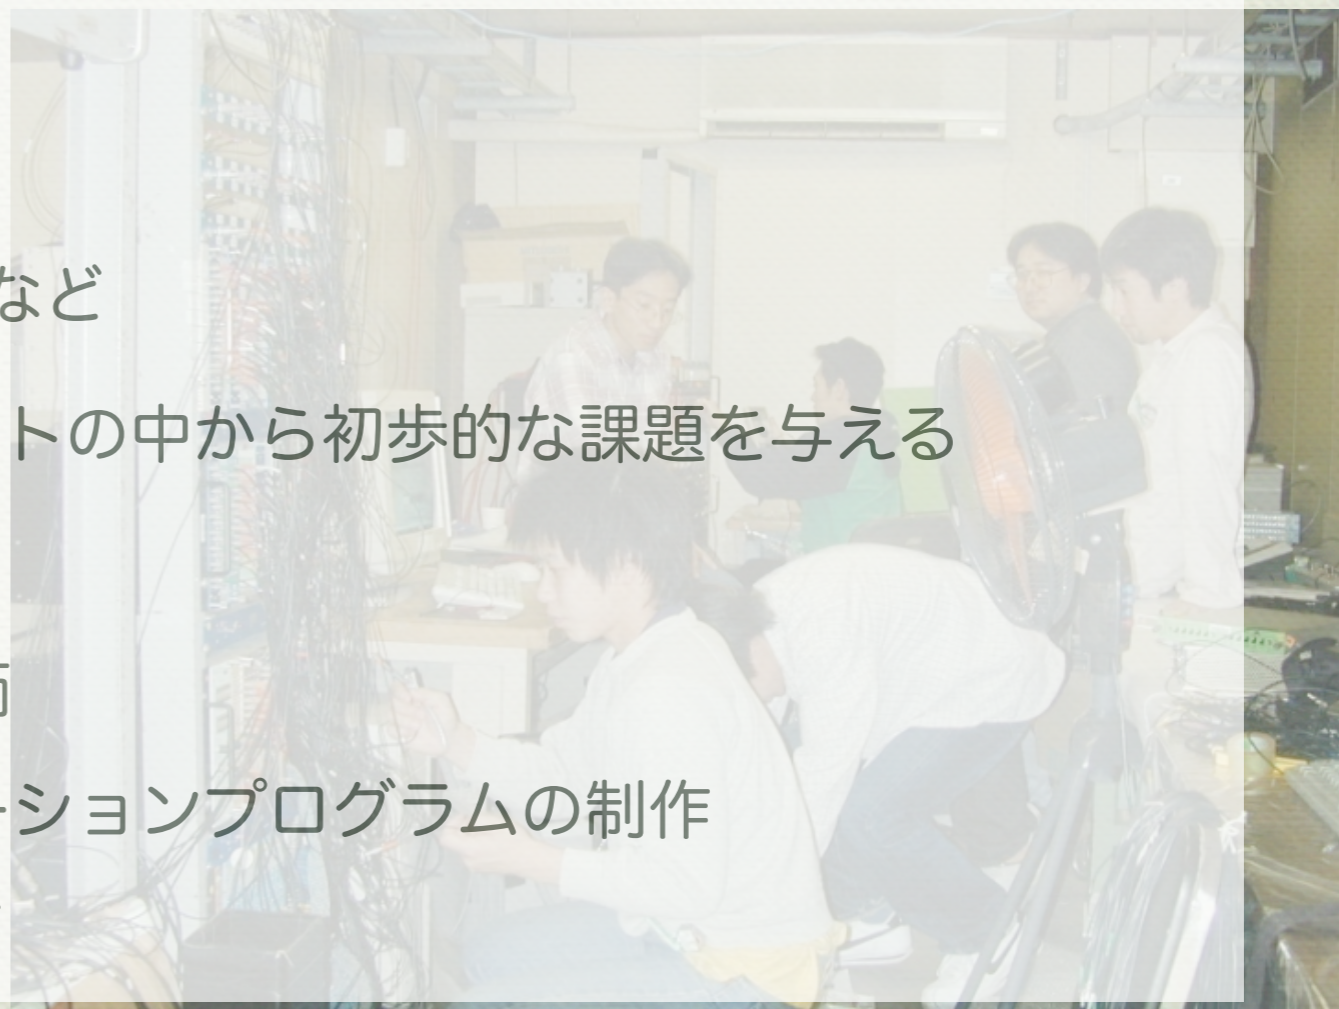 など
トの中から初歩的な課題を与える
ーションプログラムの制作